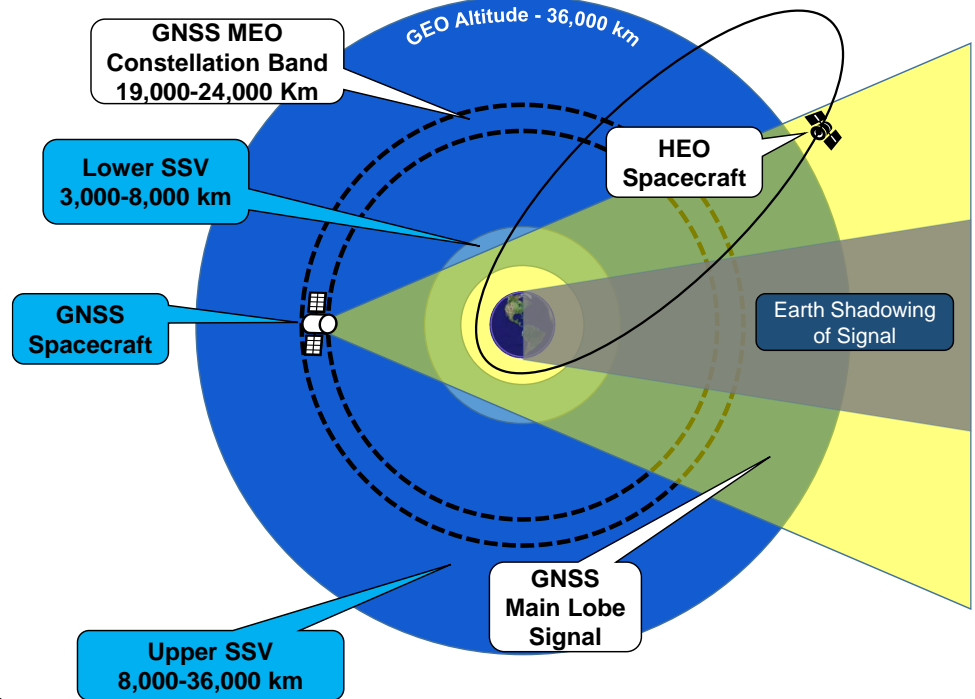 GEO Altitude - 36,000 km
GNSS MEO
Constellation Band
19,000-24,000 Km
HEO
Spacecraft
Lower SSV
3,000-8,000 km
GNSS
Spacecraft
Earth Shadowing
of Signal
GNSS
Main Lobe
Signal
Upper SSV
8,000-36,000 km